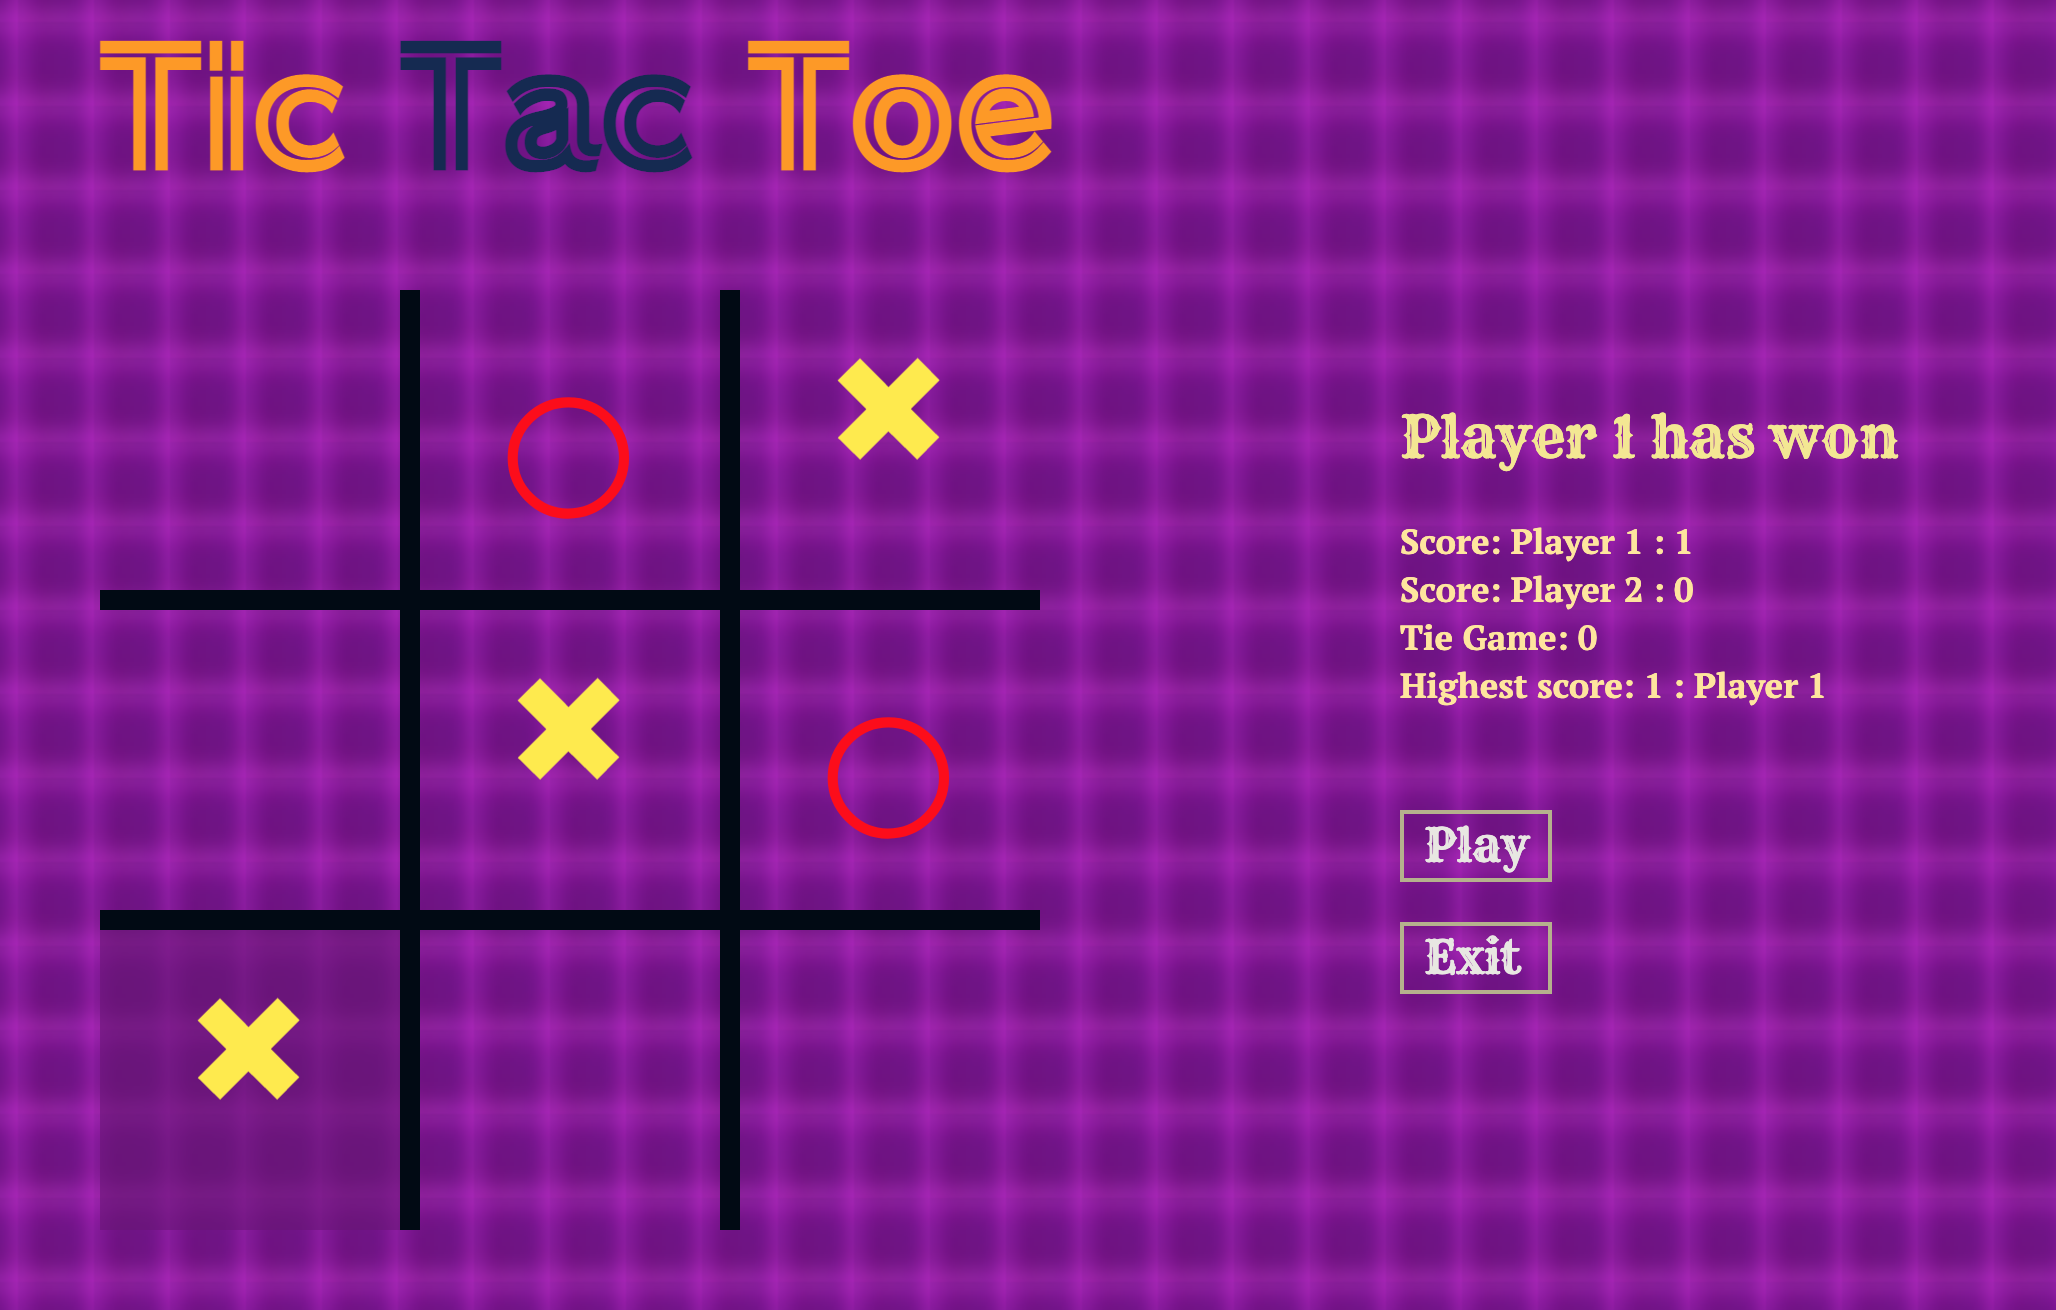 Tic Tac Toe
Player 1 has won
Score: Player 1 : 1
Score: Player 2 : 0
Tie Game: 0
Highest score: 1 : Player 1
Play
Exit